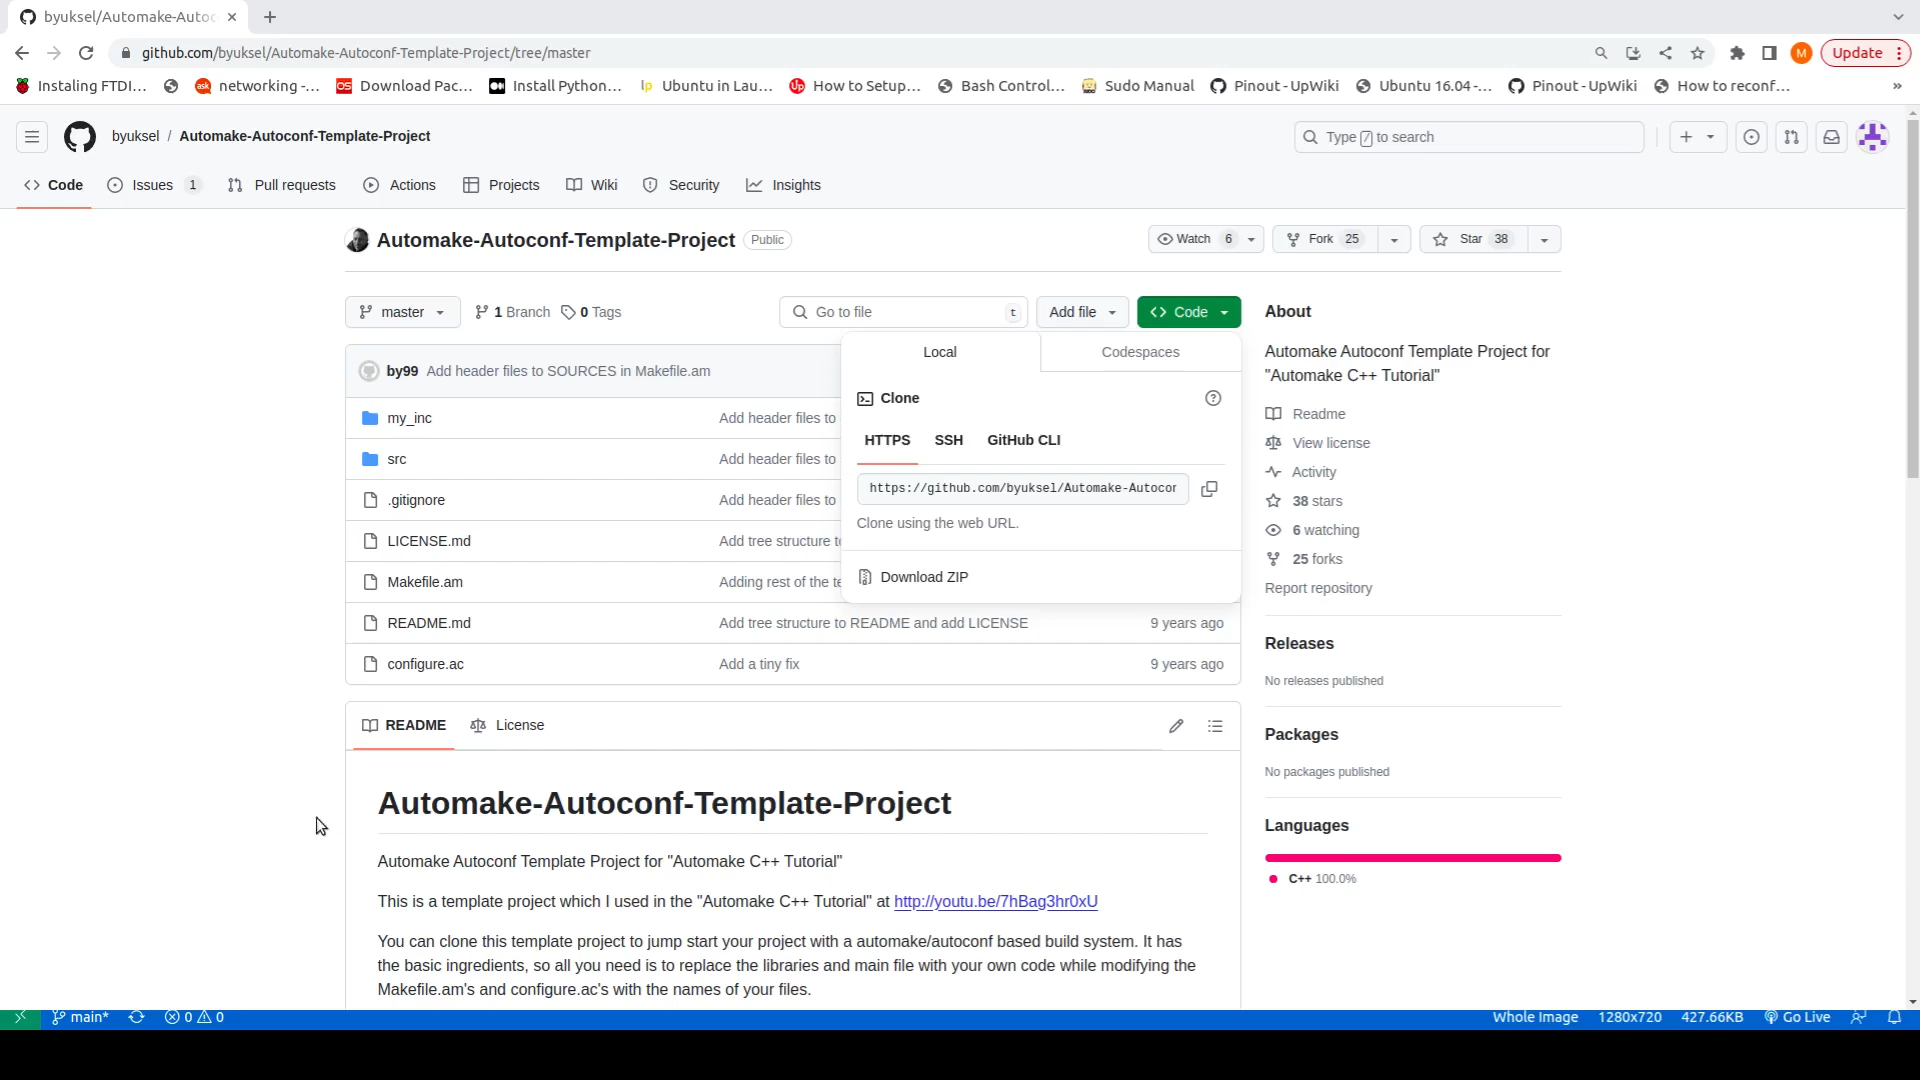 byuksel/Automake-Autoc
github.com/byuksel/Automake-Autoconf-Template-Project/tree/master
M
Update
Instaling FTDI...
ask networking -...
OS Download Pac...
Install Python...
lp Ubuntu in Lau...
Up How to Setup...
Bash Control...
Sudo Manual
Pinout - UpWiki
Ubuntu 16.04 -...
Pinout - UpWiki
How to reconf...
»
byuksel / Automake-Autoconf-Template-Project
Type / to search
Code
Issues 1
Pull requests
Actions
Projects
Wiki
Security
Insights
Automake-Autoconf-Template-Project Public
Watch 6
Fork 25
Star 38
master
1 Branch
0 Tags
Go to file t
Add file
<> Code
About
Local
Codespaces
Automake Autoconf Template Project for
"Automake C++ Tutorial"
by99 Add header files to SOURCES in Makefile.am
Clone
my_inc Add header files to
HTTPS SSH GitHub CLI
src Add header files to
https://github.com/byuksel/Automake-Autocor
.gitignore Add header files to
Clone using the web URL.
LICENSE.md Add tree structure to
Download ZIP
Makefile.am Adding rest of the te
README.md Add tree structure to README and add LICENSE 9 years ago
configure.ac Add a tiny fix 9 years ago
Readme
View license
Activity
38 stars
6 watching
25 forks
Report repository
Releases
No releases published
Packages
No packages published
Languages
C++ 100.0%
README
License
Automake-Autoconf-Template-Project
Automake Autoconf Template Project for "Automake C++ Tutorial"
This is a template project which I used in the "Automake C++ Tutorial" at http://youtu.be/7hBag3hr0xU
You can clone this template project to jump start your project with a automake/autoconf based build system. It has
the basic ingredients, so all you need is to replace the libraries and main file with your own code while modifying the
Makefile.am's and configure.ac's with the names of your files.
main*
0 0
Whole Image
1280x720
427.66KB
Go Live